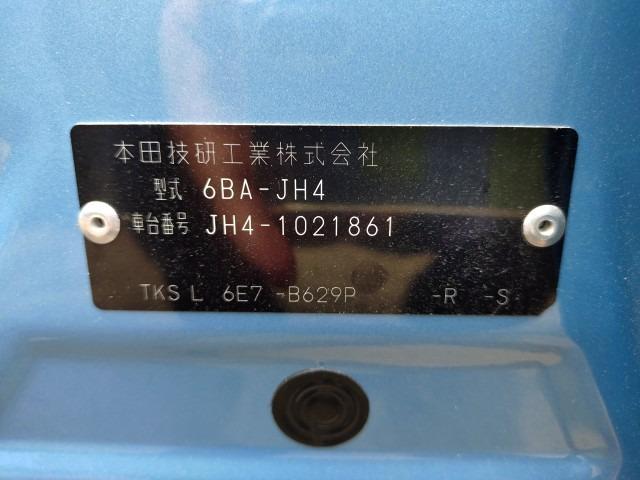 本田技研工業株式会社
型式 6BA-JH4
車台番号 JH4-1021861
TKS L 6E7 -B629P -R -S